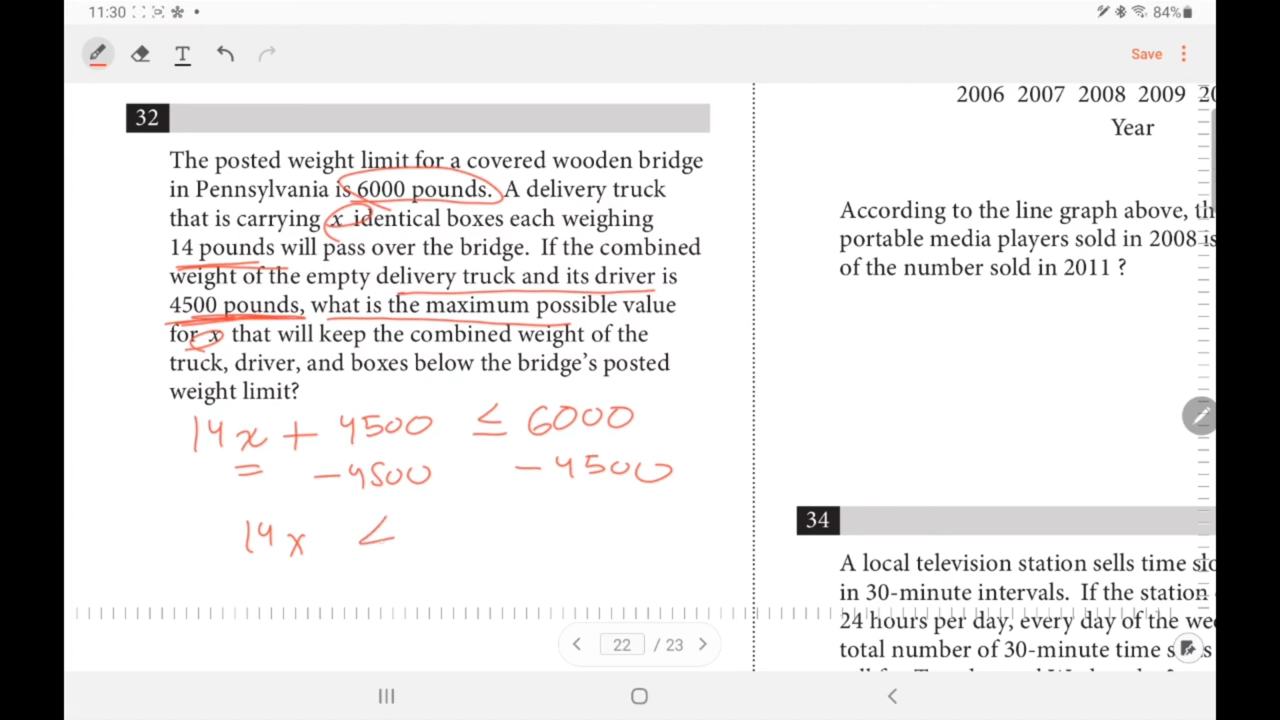 11:30
84%
T
Save
32
The posted weight limit for a covered wooden bridge
in Pennsylvania is 6000 pounds. A delivery truck
that is carrying x identical boxes each weighing
14 pounds will pass over the bridge. If the combined
weight of the empty delivery truck and its driver is
4500 pounds, what is the maximum possible value
for x that will keep the combined weight of the
truck, driver, and boxes below the bridge's posted
weight limit?
14x + 4500 ≤ 6000
= -4500 -4500
14x <
2006 2007 2008 2009
Year
According to the line graph above,
portable media players sold in 2008 is
of the number sold in 2011 ?
34
A local television station sells time
in 30-minute intervals. If the station
24 hours per day, every day of the
total number of 30-minute time
22 / 23